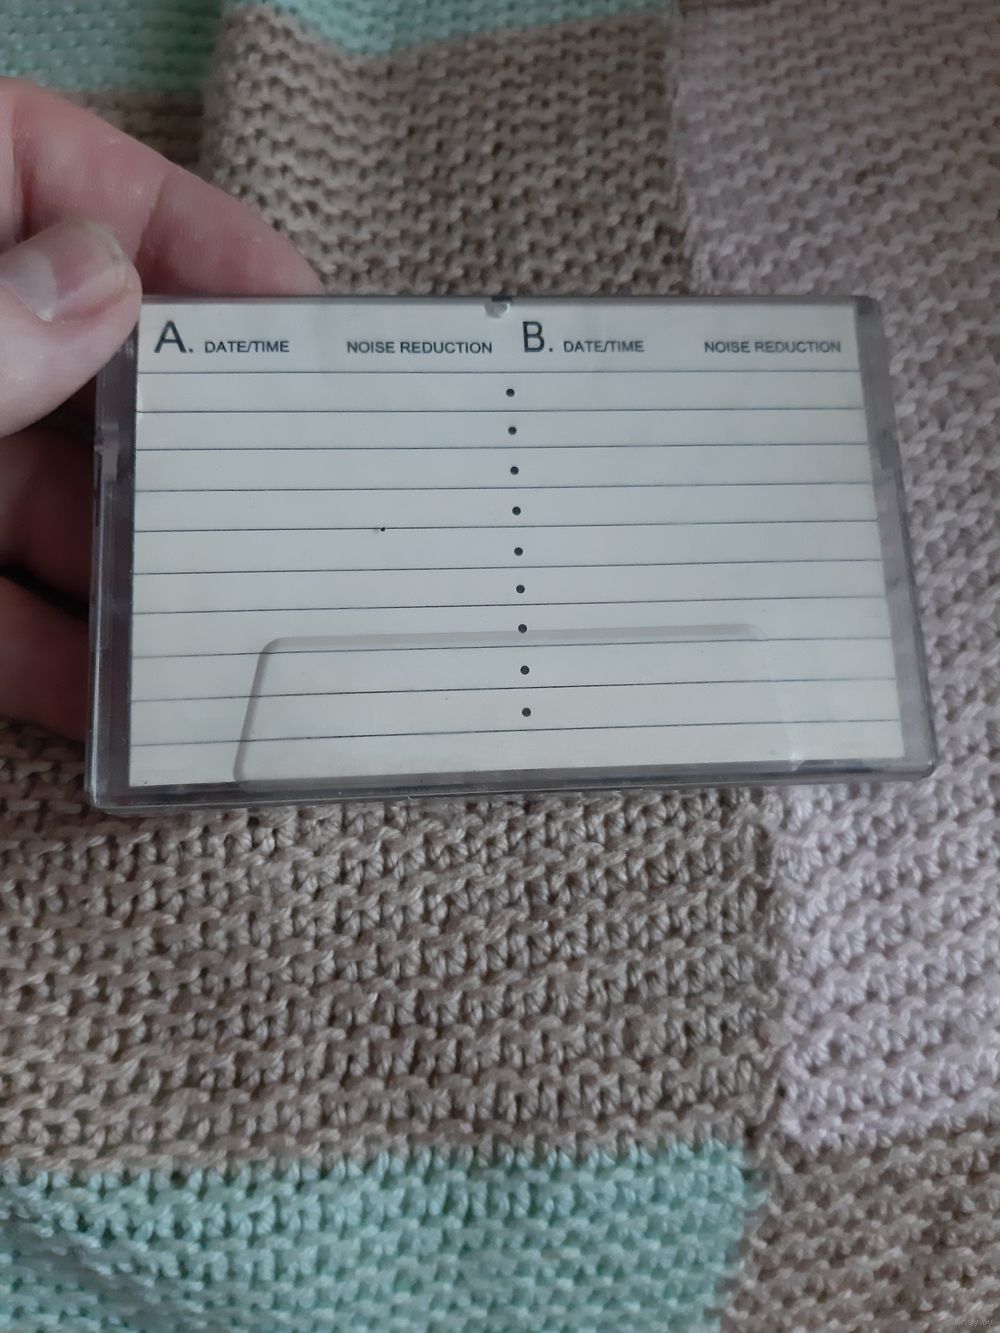 A. DATE/TIME NOISE REDUCTION B. DATE/TIME NOISE REDUCTION